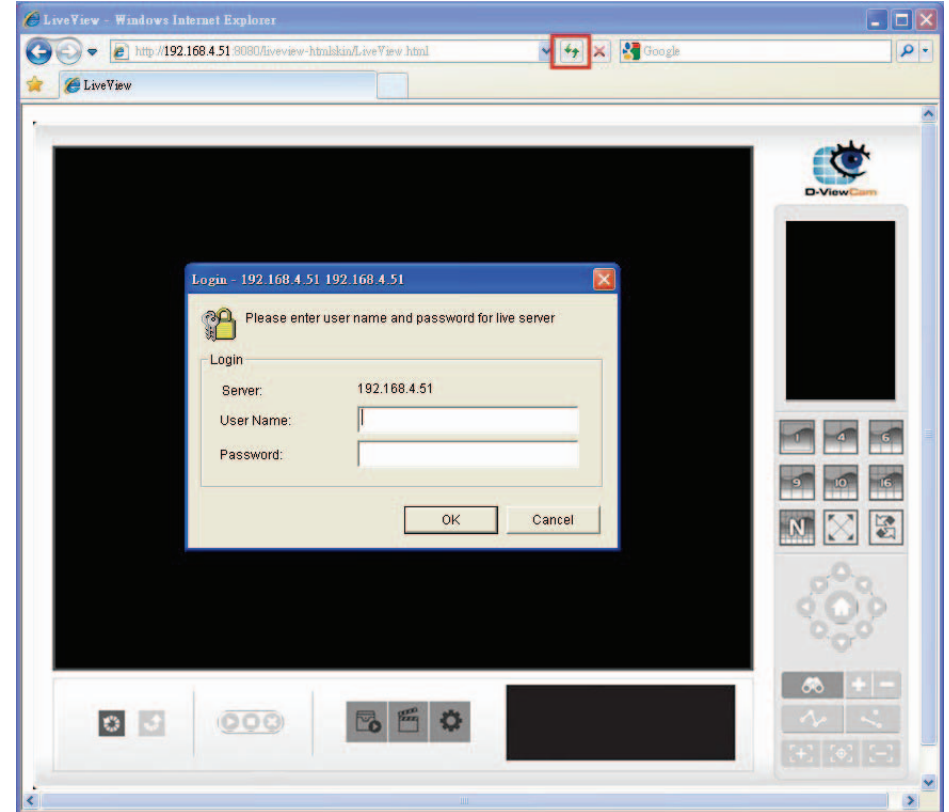 LiveView - Windows Internet Explorer
http://192.168.4.51:8080/liveview-htmlskin/LiveView.html
Google
LiveView
D-ViewCam
Login - 192.168.4.51 192.168.4.51
Please enter user name and password for live server
Login
Server: 192.168.4.51
User Name:
Password:
OK Cancel
1 4 6
9 10 16
N